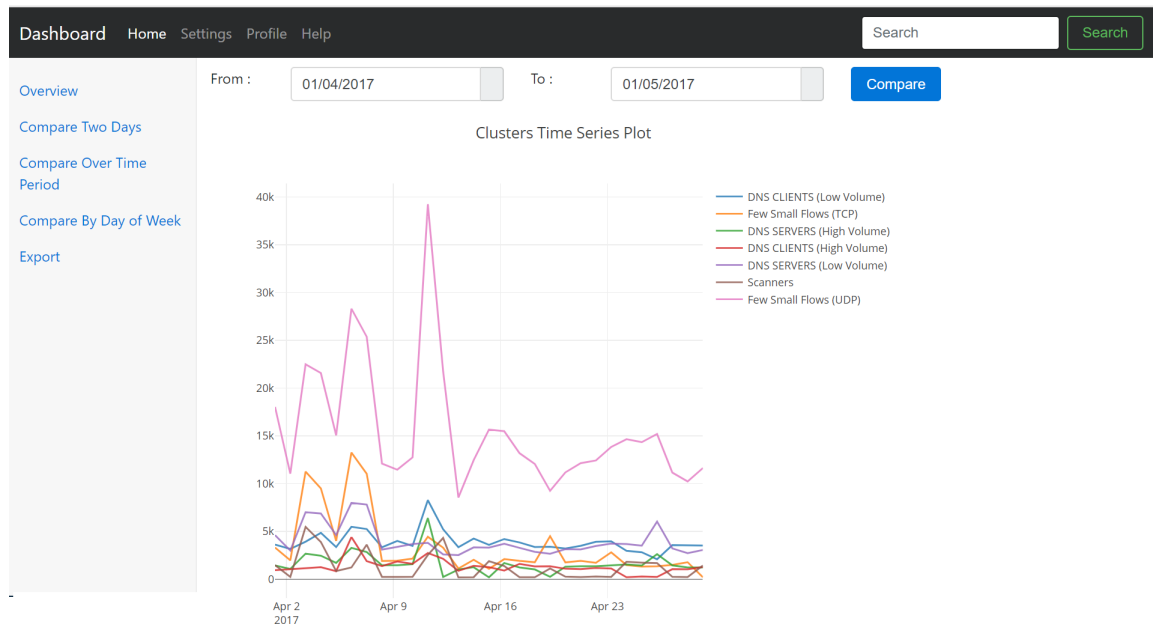 Dashboard Home Settings Profile Help Search Search
Overview
Compare Two Days
Compare Over Time
Period
Compare By Day of Week
Export
From : 01/04/2017 To : 01/05/2017 Compare
Clusters Time Series Plot
40k
35k
30k
25k
20k
15k
10k
5k
0
Apr 2
2017
Apr 9
Apr 16
Apr 23
DNS CLIENTS (Low Volume)
Few Small Flows (TCP)
DNS SERVERS (High Volume)
DNS CLIENTS (High Volume)
DNS SERVERS (Low Volume)
Scanners
Few Small Flows (UDP)